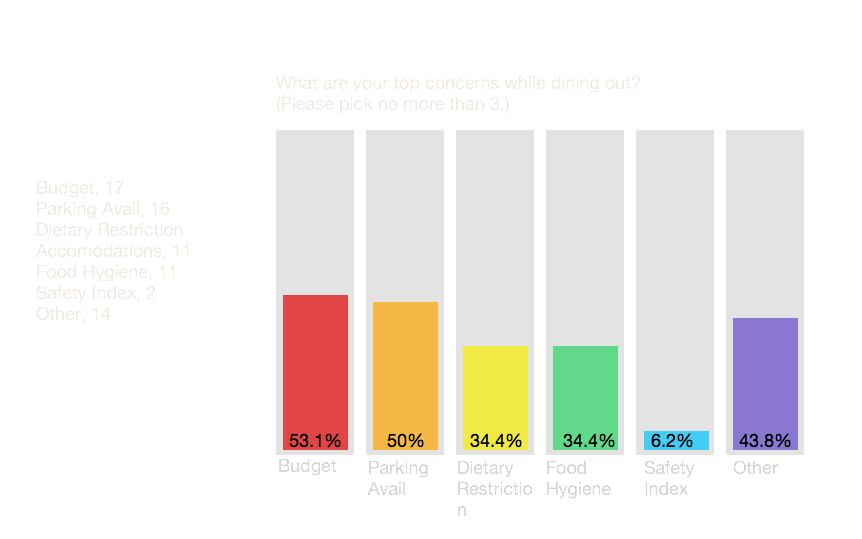 What are your top concerns while dining out?
(Please pick no more than 3.)
Budget, 17
Parking Avail, 16
Dietary Restriction
Accomodations, 11
Food Hygiene, 11
Safety Index, 2
Other, 14
53.1%
50%
34.4%
34.4%
6.2%
43.8%
Budget
Parking
Avail
Dietary
Restrictio
n
Food
Hygiene
Safety
Index
Other